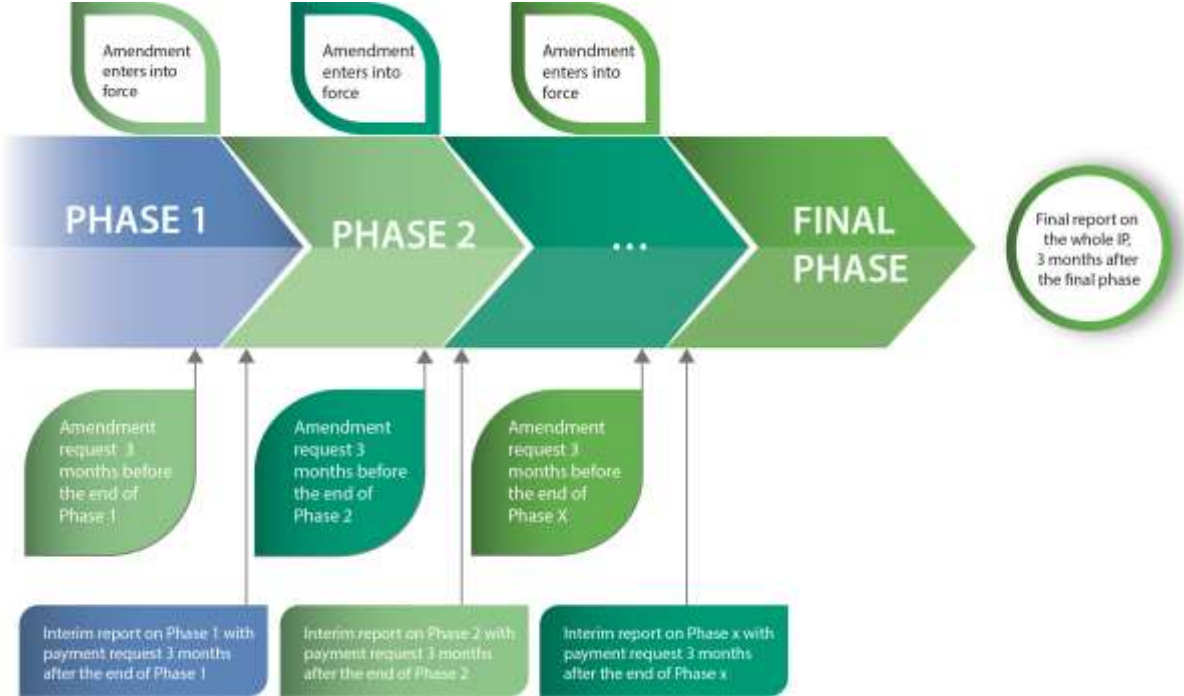 Amendment
enters into
force
Amendment
enters into
force
Amendment
enters into
force
PHASE 1
PHASE 2
...
FINAL
PHASE
Final report on
the whole IP,
3 months after
the final phase
Amendment
request 3
months before
the end of
Phase 1
Amendment
request 3
months before
the end of
Phase 2
Amendment
request 3
months before
the end of
Phase X
Interim report on Phase 1 with
payment request 3 months
after the end of Phase 1
Interim report on Phase 2 with
payment request 3 months
after the end of Phase 2
Interim report on Phase x with
payment request 3 months
after the end of Phase x